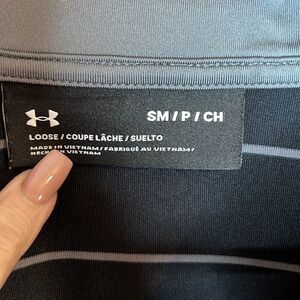 SM / P / CH
LOOSE / COUPE LÂCHE / SUELTO
MADE IN VIETNAM / FABRIQUÉ AU VIETNAM /
HECHO EN VIETNAM